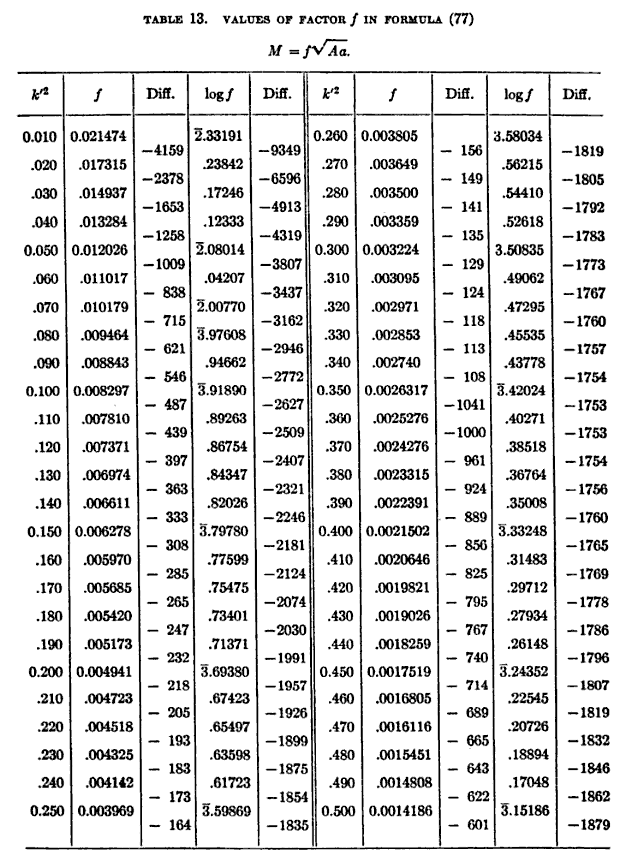 TABLE 13. VALUES OF FACTOR f IN FORMULA (77)
M = f√Aa.
k′² f Diff. log f Diff. k′² f Diff. log f Diff.
0.010 0.021474 2̅.33191 0.260 0.003805 3.58034
−4159 −9349 − 156 −1819
.020 .017315 .23842 .270 .003649 .56215
−2378 −6596 − 149 −1805
.030 .014937 .17246 .280 .003500 .54410
−1653 −4913 − 141 −1792
.040 .013284 .12333 .290 .003359 .52618
−1258 −4319 − 135 −1783
0.050 0.012026 2̅.08014 0.300 0.003224 3.50835
−1009 −3807 − 129 −1773
.060 .011017 .04207 .310 .003095 .49062
− 838 −3437 − 124 −1767
.070 .010179 2̅.00770 .320 .002971 .47295
− 715 −3162 − 118 −1760
.080 .009464 3̅.97608 .330 .002853 .45535
− 621 −2946 − 113 −1757
.090 .008843 .94662 .340 .002740 .43778
− 546 −2772 − 108 −1754
0.100 0.008297 3̅.91890 0.350 0.0026317 3̅.42024
− 487 −2627 −1041 −1753
.110 .007810 .89263 .360 .0025276 .40271
− 439 −2509 −1000 −1753
.120 .007371 .86754 .370 .0024276 .38518
− 397 −2407 − 961 −1754
.130 .006974 .84347 .380 .0023315 .36764
− 363 −2321 − 924 −1756
.140 .006611 .82026 .390 .0022391 .35008
− 333 −2246 − 889 −1760
0.150 0.006278 3̅.79780 0.400 0.0021502 3̅.33248
− 308 −2181 − 856 −1765
.160 .005970 .77599 .410 .0020646 .31483
− 285 −2124 − 825 −1769
.170 .005685 .75475 .420 .0019821 .29712
− 265 −2074 − 795 −1778
.180 .005420 .73401 .430 .0019026 .27934
− 247 −2030 − 767 −1786
.190 .005173 .71371 .440 .0018259 .26148
− 232 −1991 − 740 −1796
0.200 0.004941 3̅.69380 0.450 0.0017519 3̅.24352
− 218 −1957 − 714 −1807
.210 .004723 .67423 .460 .0016805 .22545
− 205 −1926 − 689 −1819
.220 .004518 .65497 .470 .0016116 .20726
− 193 −1899 − 665 −1832
.230 .004325 .63598 .480 .0015451 .18894
− 183 −1875 − 643 −1846
.240 .004142 .61723 .490 .0014808 .17048
− 173 −1854 − 622 −1862
0.250 0.003969 3̅.59869 0.500 0.0014186 3̅.15186
− 164 −1835 − 601 −1879